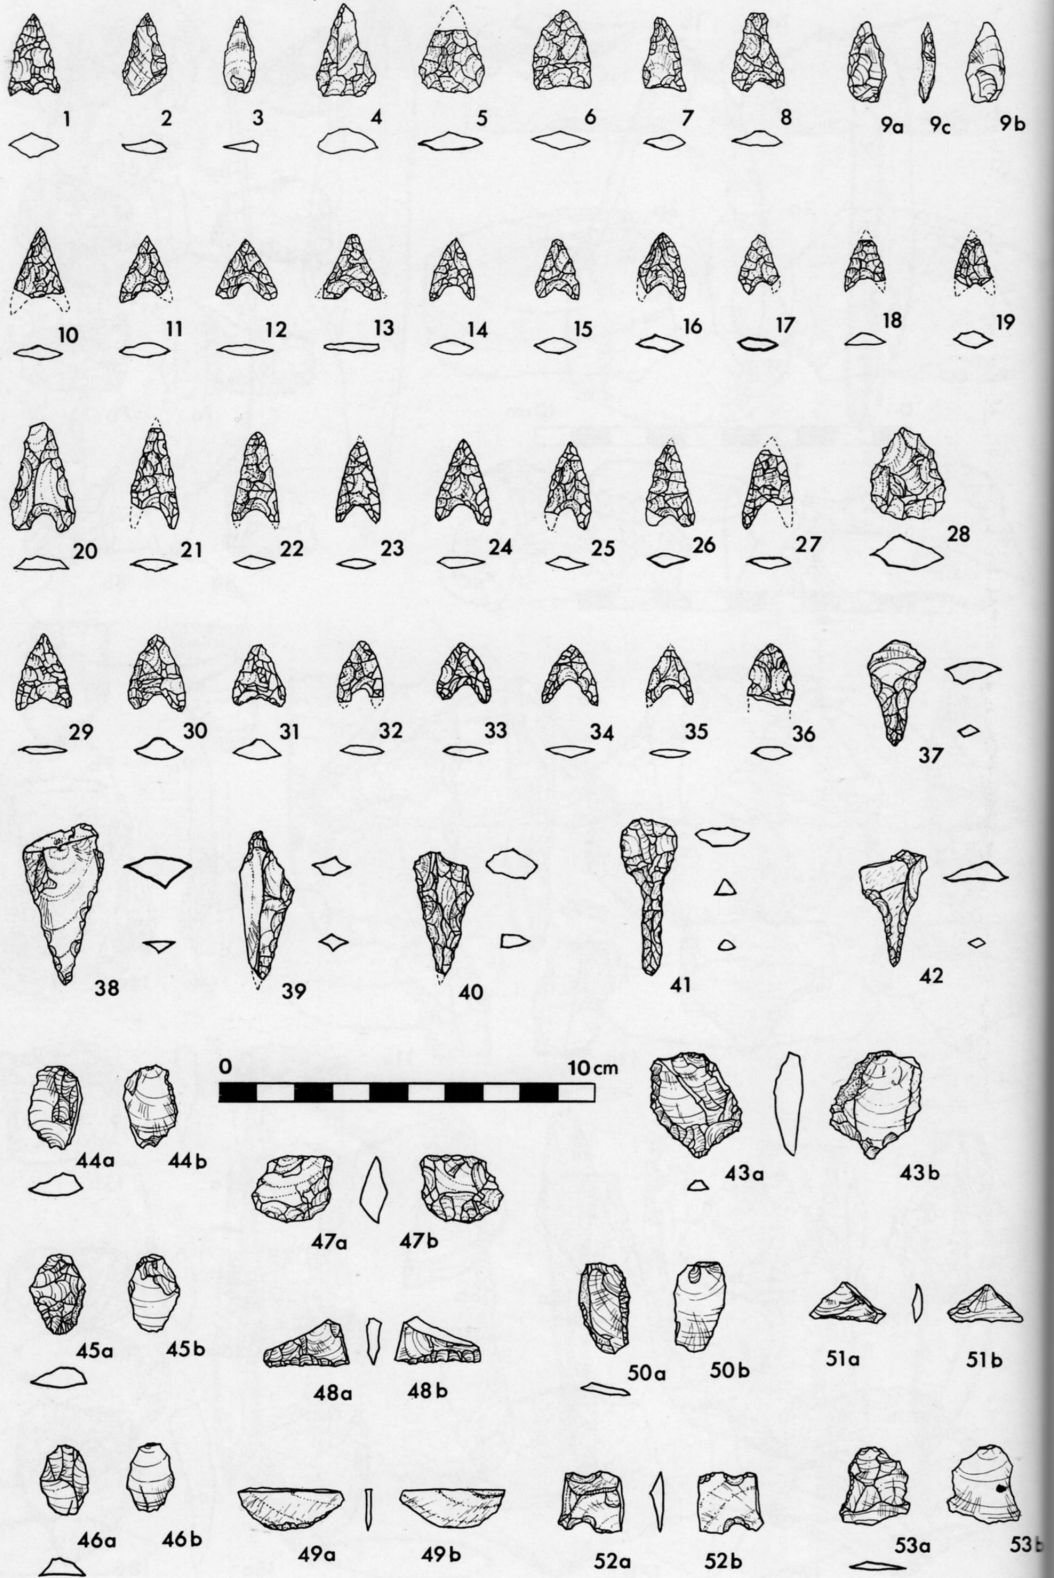 1 2 3 4 5 6 7 8 9a 9c 9b
10 11 12 13 14 15 16 17 18 19
20 21 22 23 24 25 26 27 28
29 30 31 32 33 34 35 36 37
38 39 40 41 42
0 10 cm
44a 44b 43a 43b
47a 47b
45a 45b 50a 50b 51a 51b
48a 48b
46a 46b 49a 49b 52a 52b 53a 53b